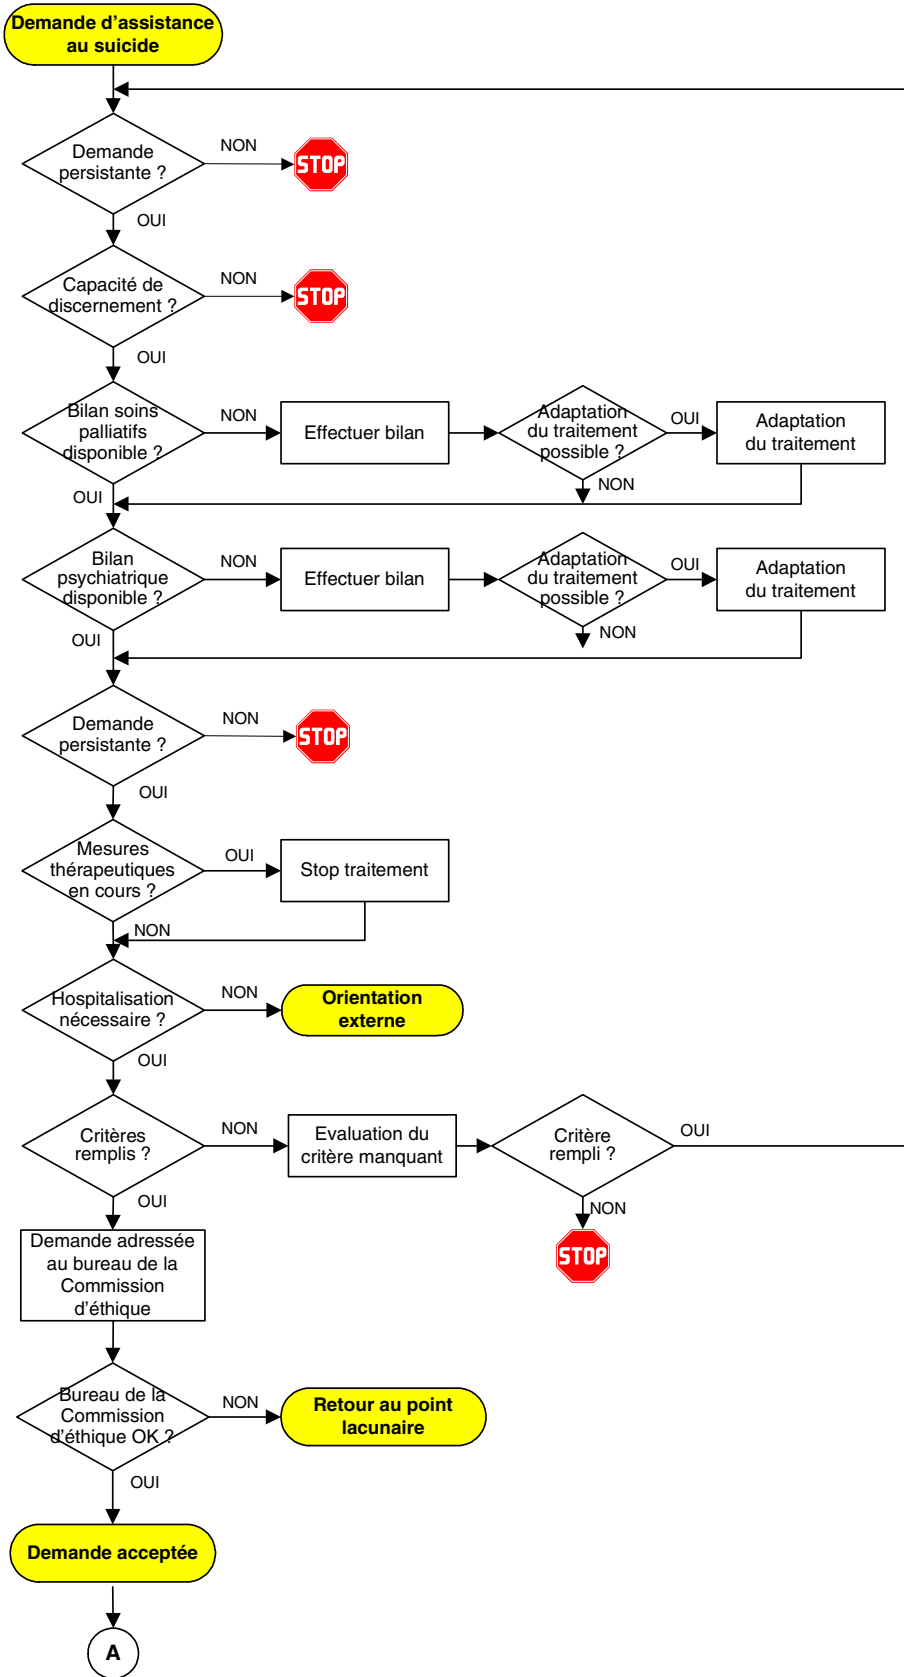 Demande d'assistance
au suicide
Demande
persistante ?
NON
STOP
OUI
Capacité de
discernement ?
NON
STOP
OUI
Bilan soins
palliatifs
disponible ?
NON
Effectuer bilan
Adaptation
du traitement
possible ?
OUI
Adaptation
du traitement
NON
OUI
Bilan
psychiatrique
disponible ?
NON
Effectuer bilan
Adaptation
du traitement
possible ?
OUI
Adaptation
du traitement
NON
OUI
Demande
persistante ?
NON
STOP
OUI
Mesures
thérapeutiques
en cours ?
OUI
Stop traitement
NON
Hospitalisation
nécessaire ?
NON
Orientation
externe
OUI
Critères
remplis ?
NON
Evaluation du
critère manquant
Critère
rempli ?
OUI
NON
STOP
OUI
Demande adressée
au bureau de la
Commission
d'éthique
Bureau de la
Commission
d'éthique OK ?
NON
Retour au point
lacunaire
OUI
Demande acceptée
A